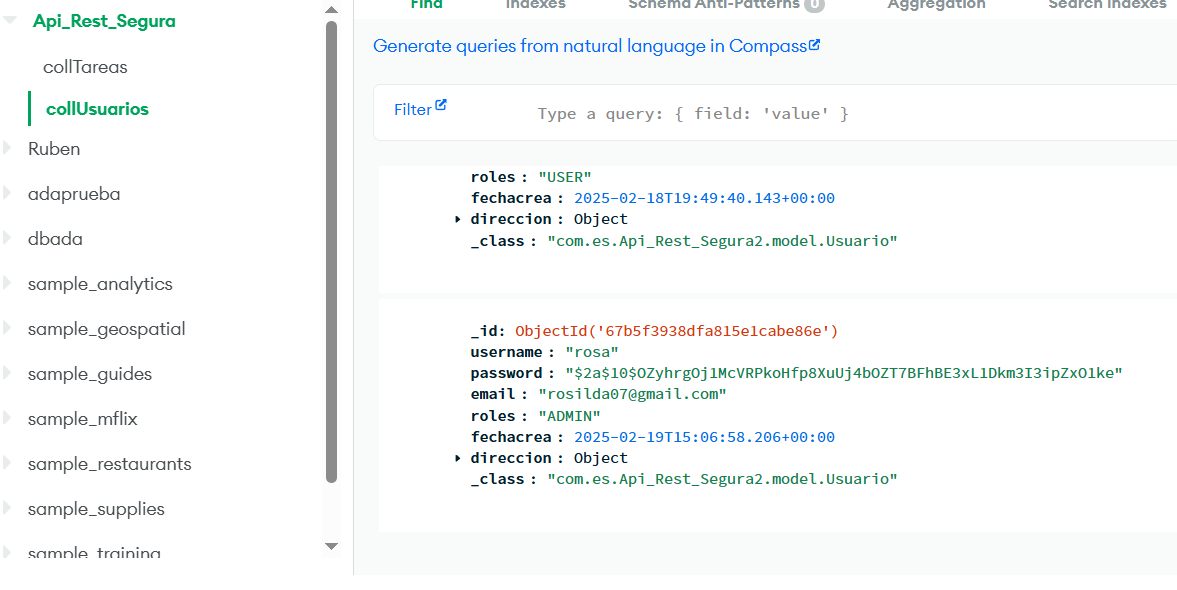 Api_Rest_Segura
collTareas
collUsuarios
Ruben
adaprueba
dbada
sample_analytics
sample_geospatial
sample_guides
sample_mflix
sample_restaurants
sample_supplies
sample_training
Find Indexes Schema Anti-Patterns 0 Aggregation Search Indexes
Generate queries from natural language in Compass
Filter Type a query: { field: 'value' }
roles : "USER"
fechacrea : 2025-02-18T19:49:40.143+00:00
direccion : Object
_class : "com.es.Api_Rest_Segura2.model.Usuario"
_id: ObjectId('67b5f3938dfa815e1cabe86e')
username : "rosa"
password : "$2a$10$OZyhrgOj1McVRPkoHfp8XuUj4bOZT7BFhBE3xL1Dkm3I3ipZxO1ke"
email : "rosilda07@gmail.com"
roles : "ADMIN"
fechacrea : 2025-02-19T15:06:58.206+00:00
direccion : Object
_class : "com.es.Api_Rest_Segura2.model.Usuario"